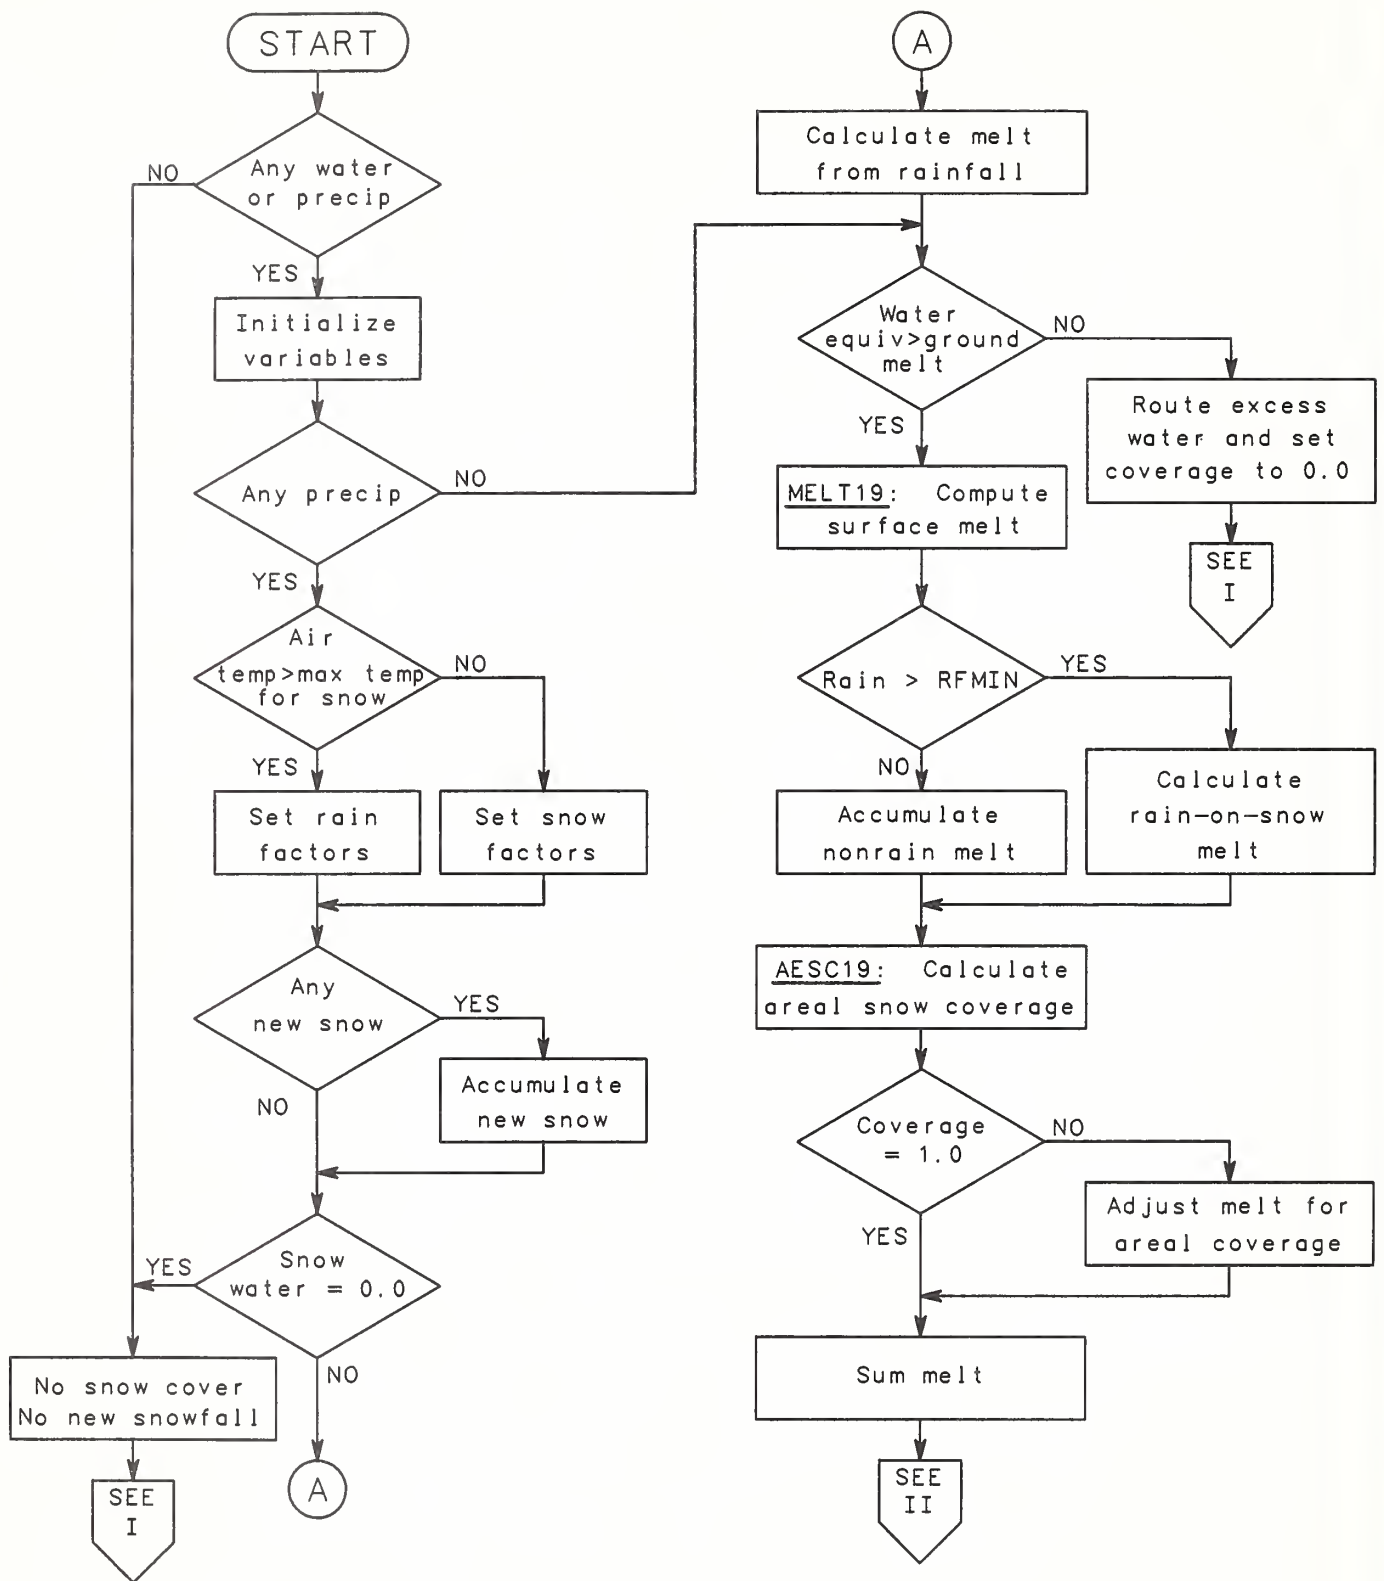 START
Any water
or precip
NO
YES
Initialize
variables
Any precip
NO
YES
Air
temp>max temp
for snow
NO
YES
Set rain
factors
Set snow
factors
Any
new snow
YES
NO
Accumulate
new snow
Snow
water = 0.0
YES
NO
No snow cover
No new snowfall
SEE
I
A
A
Calculate melt
from rainfall
Water
equiv>ground
melt
NO
YES
Route excess
water and set
coverage to 0.0
SEE
I
MELT19: Compute
surface melt
Rain > RFMIN
YES
NO
Accumulate
nonrain melt
Calculate
rain-on-snow
melt
AESC19: Calculate
areal snow coverage
Coverage
= 1.0
NO
YES
Adjust melt for
areal coverage
Sum melt
SEE
II